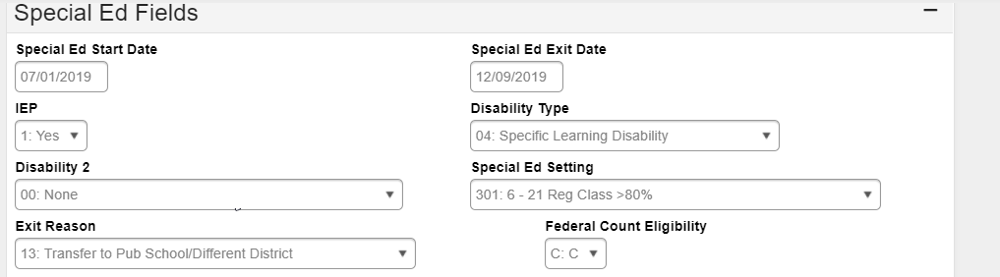 Special Ed Fields
Special Ed Start Date Special Ed Exit Date
07/01/2019 12/09/2019
IEP Disability Type
1: Yes 04: Specific Learning Disability
Disability 2 Special Ed Setting
00: None 301: 6 - 21 Reg Class >80%
Exit Reason Federal Count Eligibility
13: Transfer to Pub School/Different District C: C